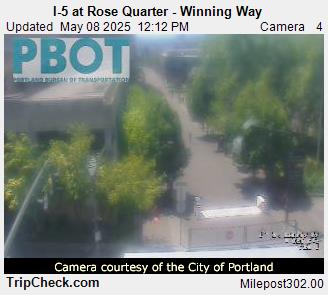 I-5 at Rose Quarter - Winning Way
Updated May 08 2025 12:12 PM Camera 4
PBOT
PORTLAND BUREAU OF TRANSPORTATION
Camera courtesy of the City of Portland
TripCheck.com Milepost302.00